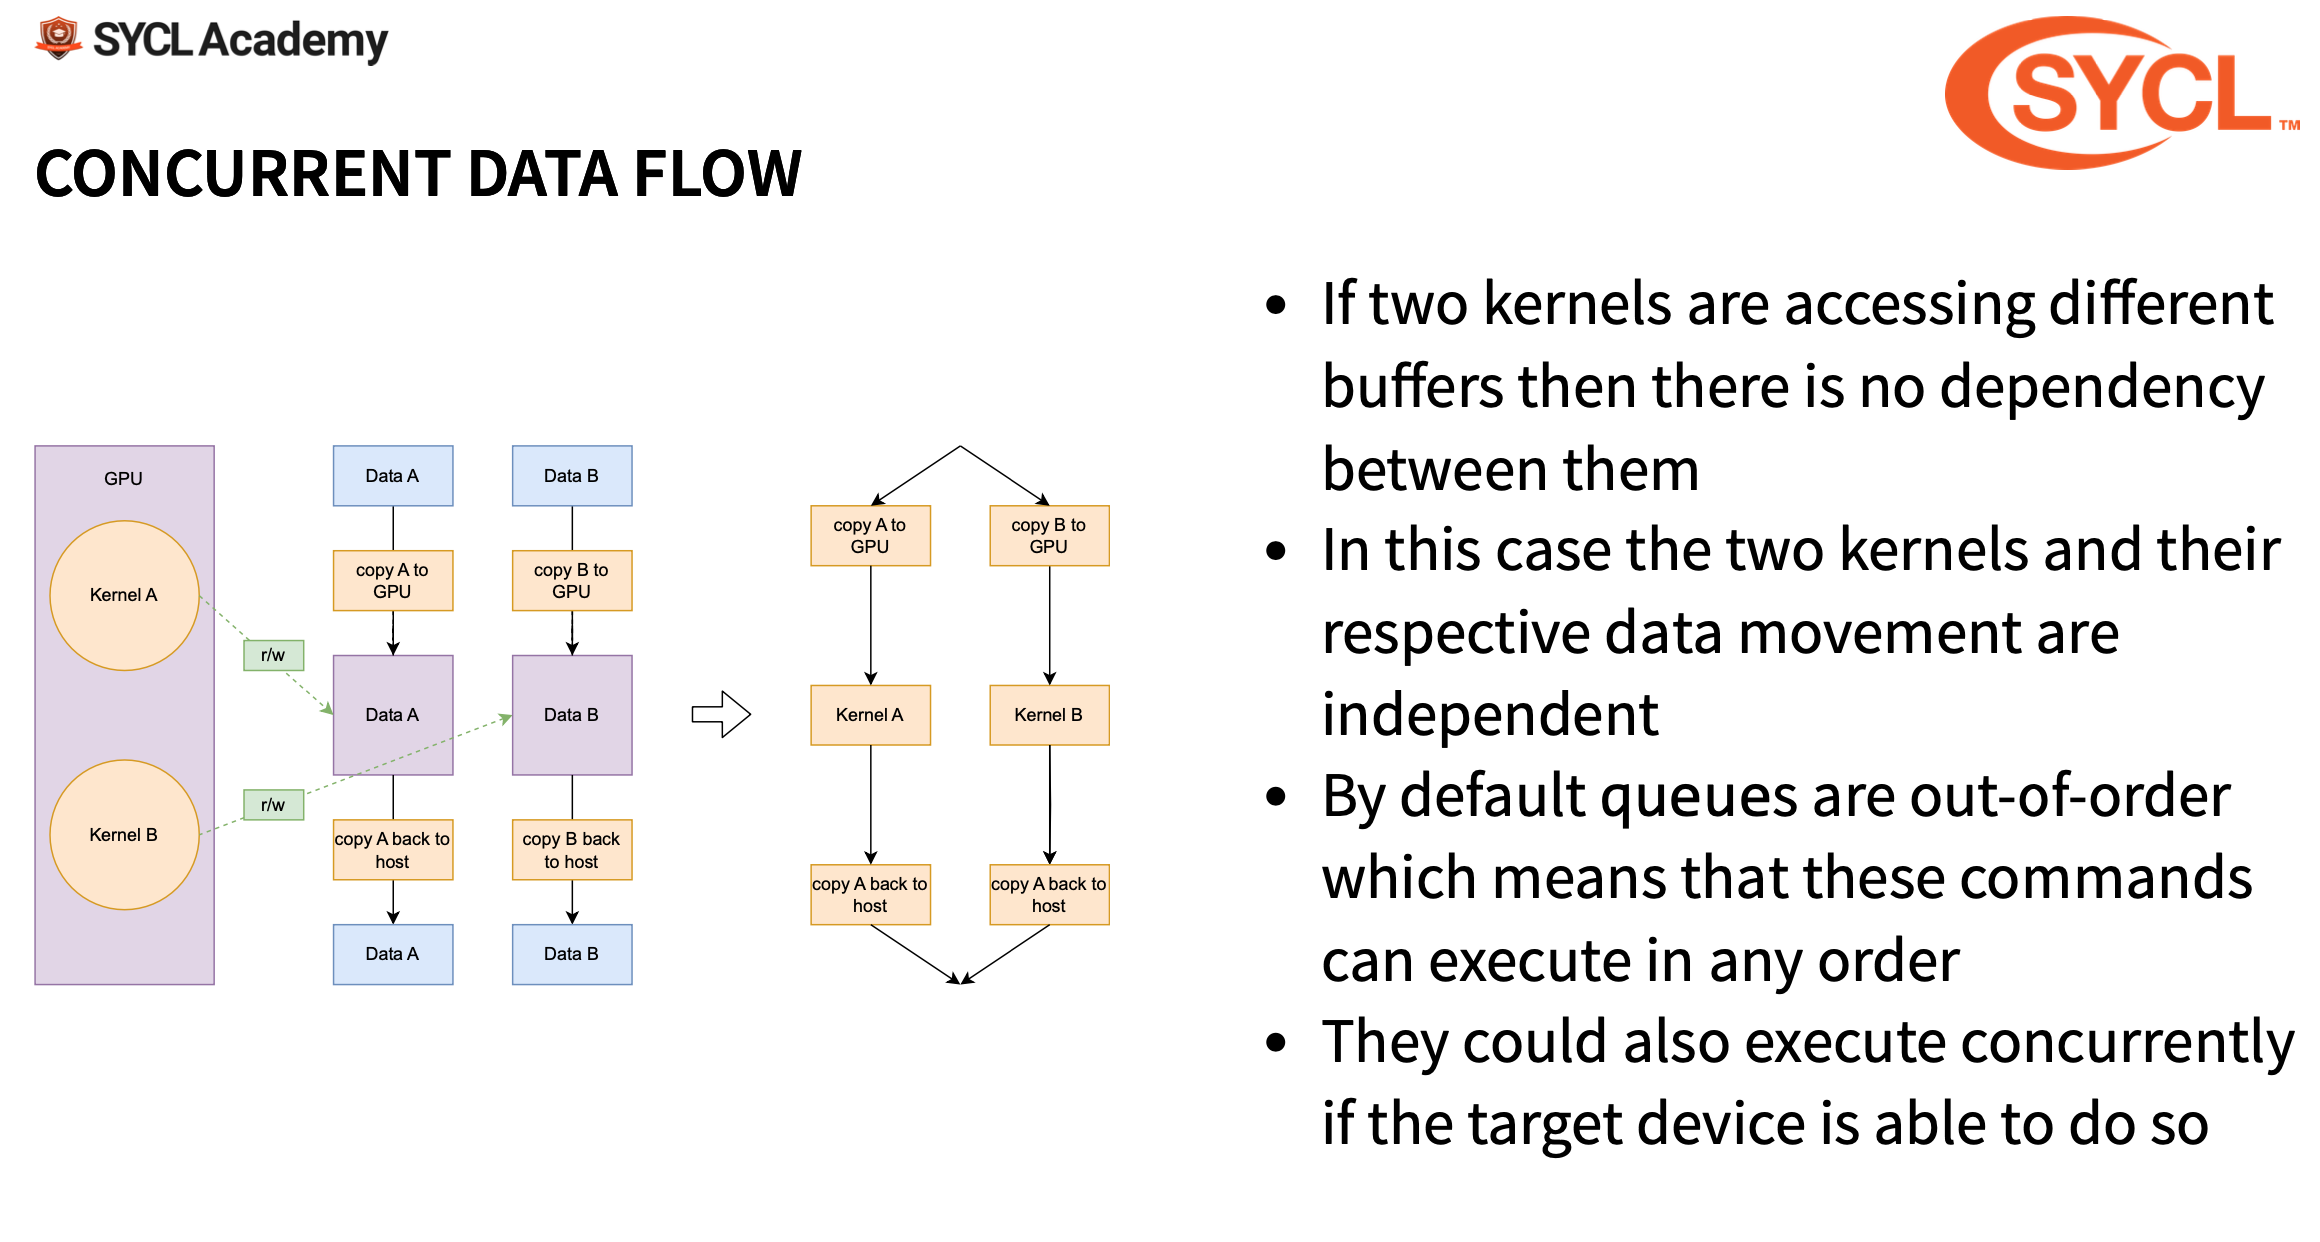 SYCL Academy
SYCL™
CONCURRENT DATA FLOW
GPU
Kernel A
Kernel B
r/w
r/w
Data A
copy A to
GPU
Data A
copy A back to
host
Data A
Data B
copy B to
GPU
Data B
copy B back
to host
Data B
copy A to
GPU
Kernel A
copy A back to
host
copy B to
GPU
Kernel B
copy A back to
host
• If two kernels are accessing different
buffers then there is no dependency
between them
• In this case the two kernels and their
respective data movement are
independent
• By default queues are out-of-order
which means that these commands
can execute in any order
• They could also execute concurrently
if the target device is able to do so